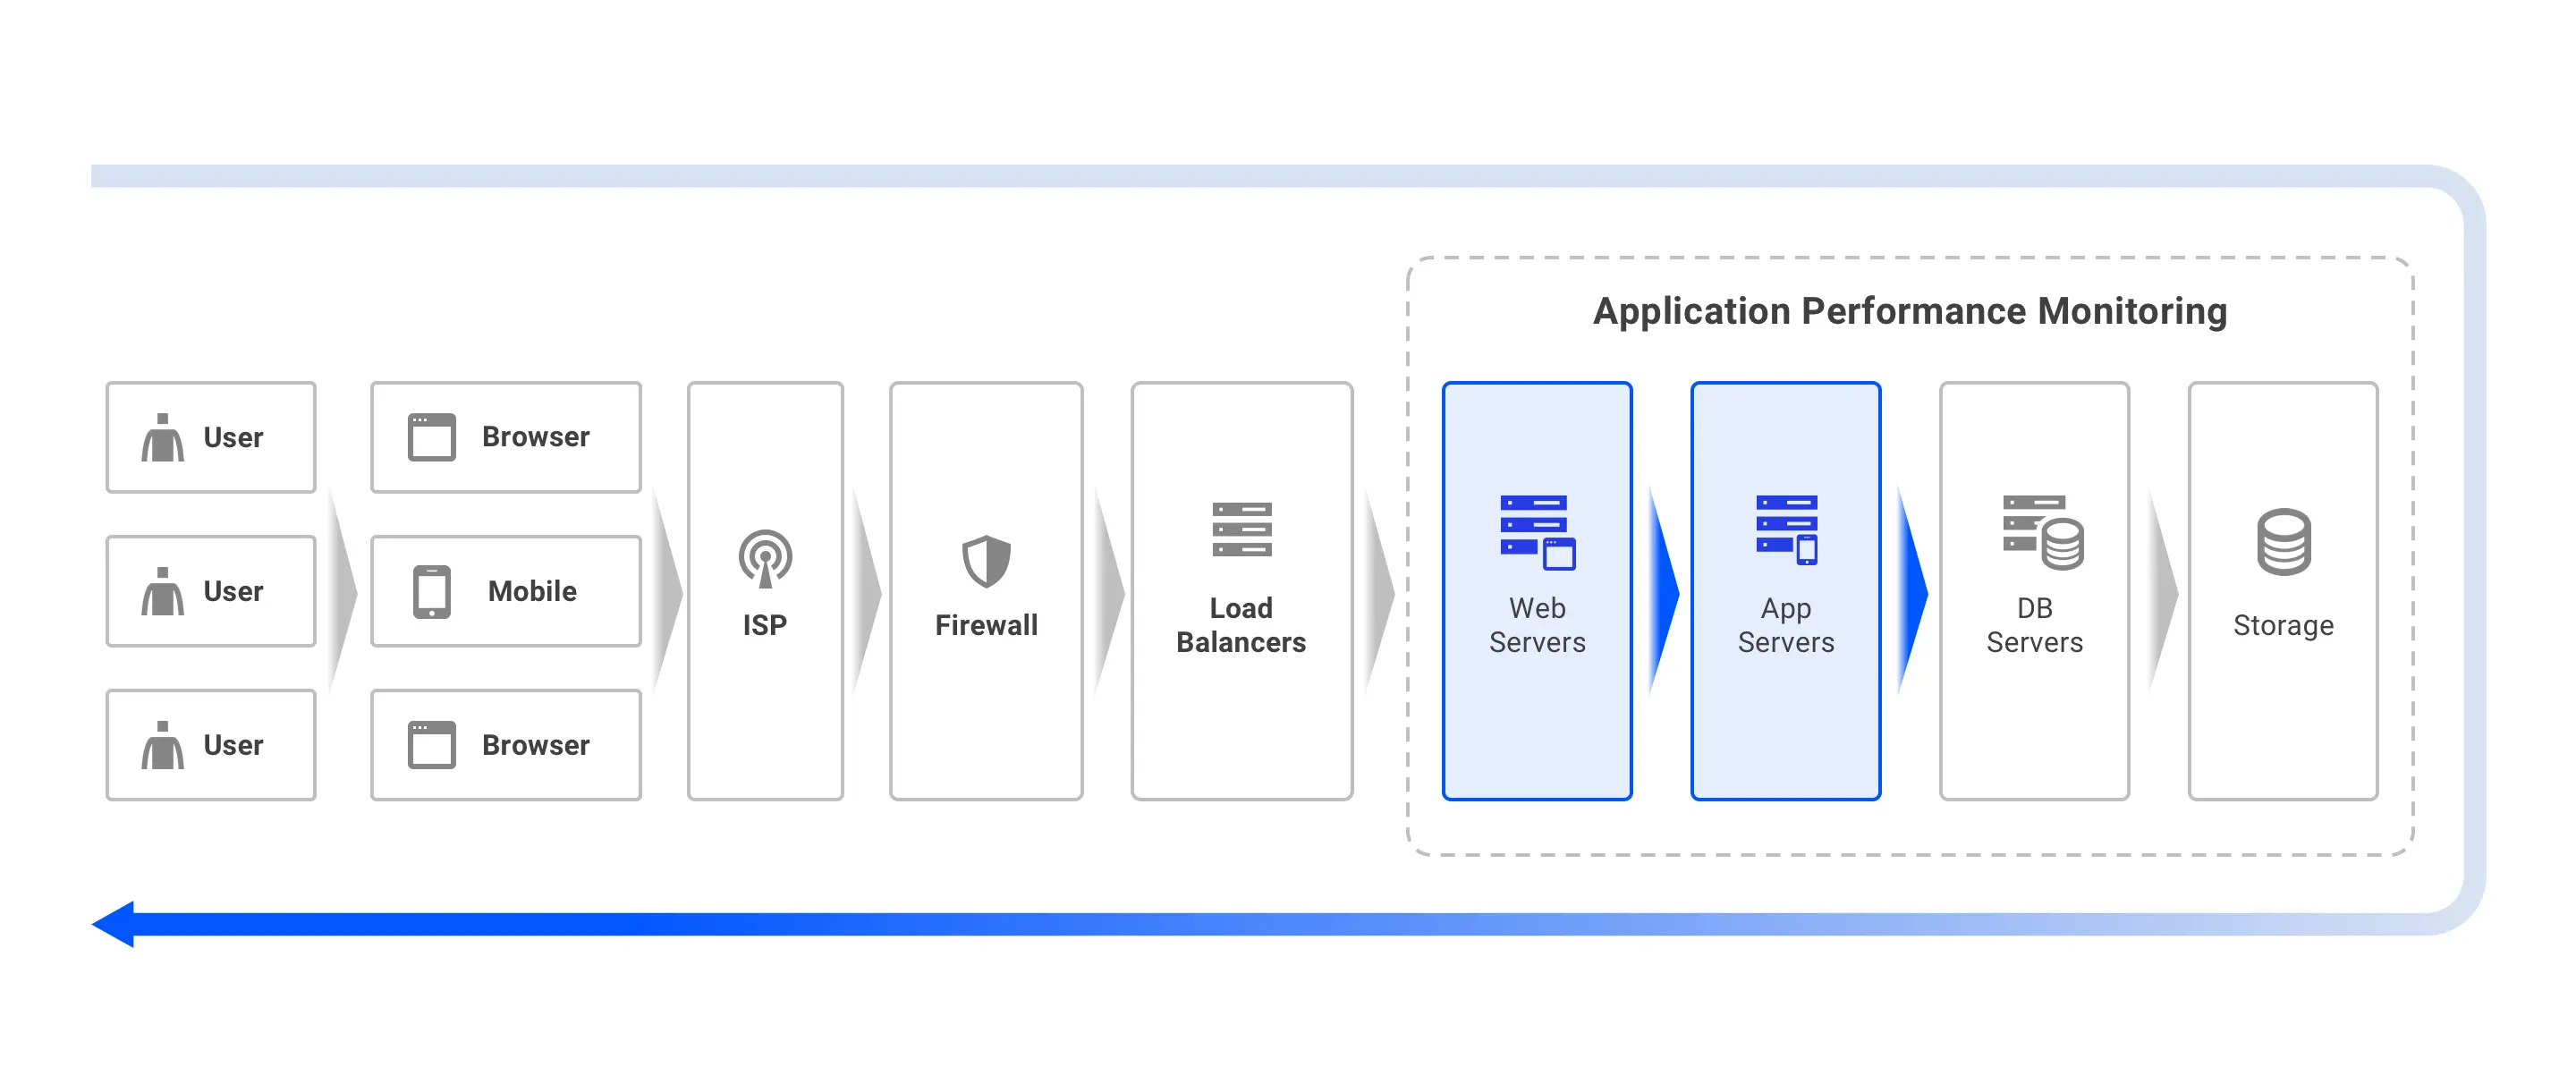 Application Performance Monitoring
User
Browser
User
Mobile
User
Browser
ISP
Firewall
Load
Balancers
Web
Servers
App
Servers
DB
Servers
Storage